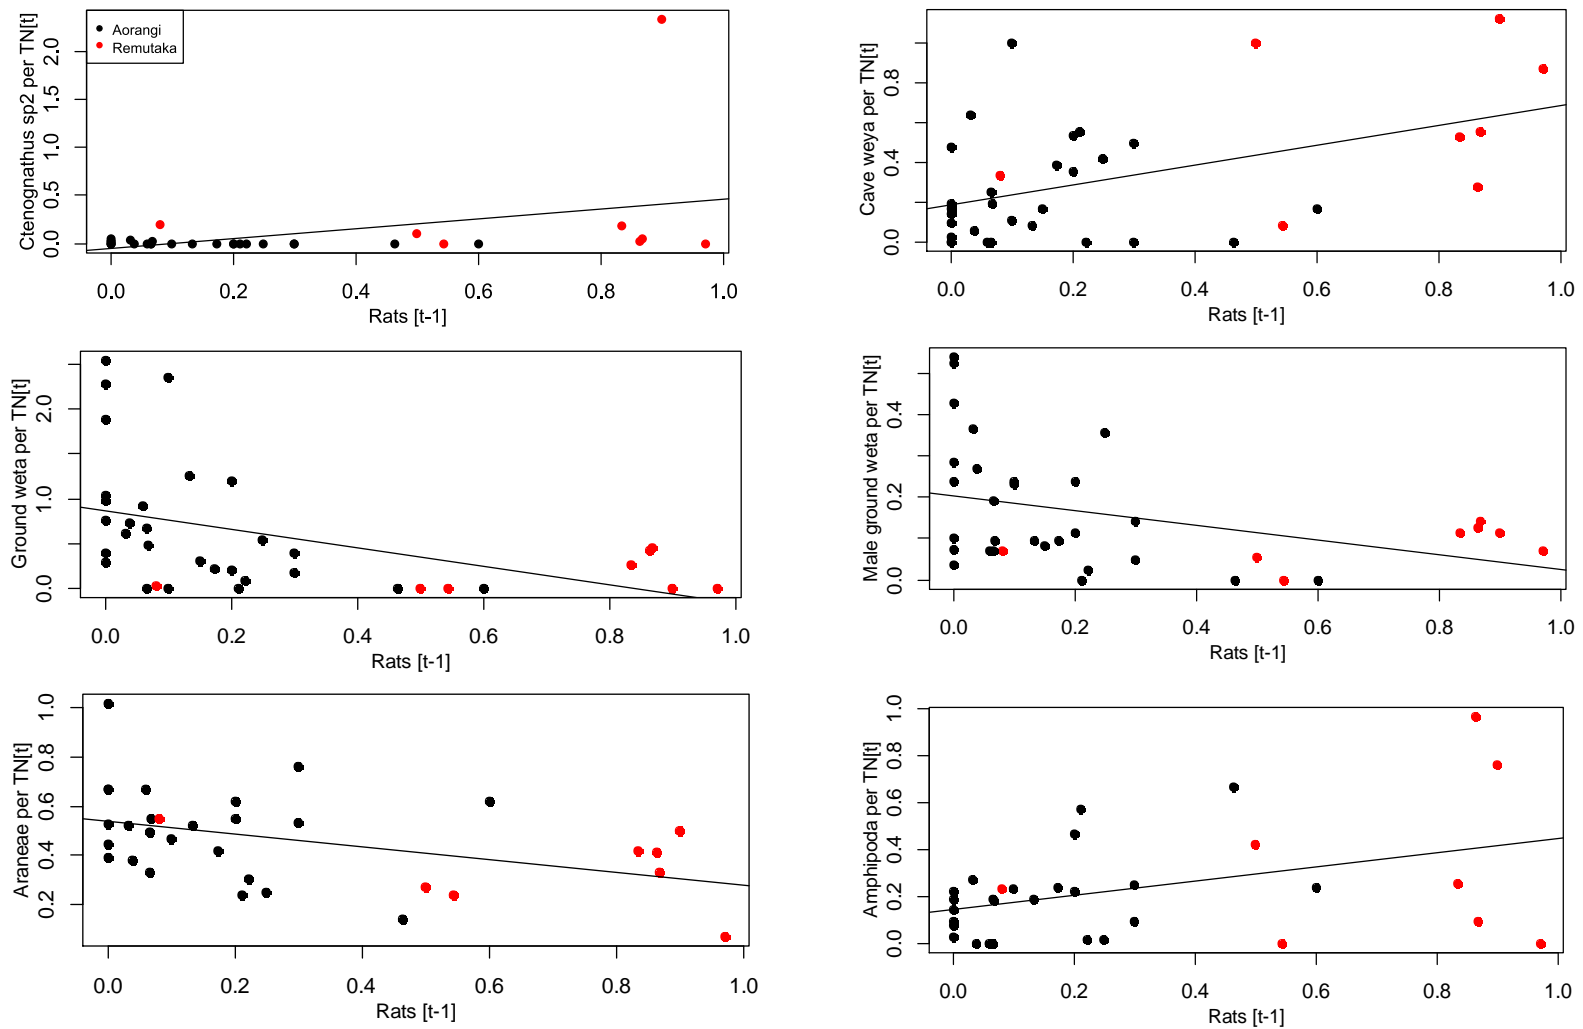 Ctenognathus sp2 per TN[t]
0.0 0.5 1.0 1.5 2.0
Aorangi
Remutaka
0.0 0.2 0.4 0.6 0.8 1.0
Rats [t-1]
Cave weya per TN[t]
0.0 0.4 0.8
0.0 0.2 0.4 0.6 0.8 1.0
Rats [t-1]
Ground weta per TN[t]
0.0 1.0 2.0
0.0 0.2 0.4 0.6 0.8 1.0
Rats [t-1]
Male ground weta per TN[t]
0.0 0.2 0.4
0.0 0.2 0.4 0.6 0.8 1.0
Rats [t-1]
Araneae per TN[t]
0.2 0.4 0.6 0.8 1.0
0.0 0.2 0.4 0.6 0.8 1.0
Rats [t-1]
Amphipoda per TN[t]
0.0 0.2 0.4 0.6 0.8 1.0
0.0 0.2 0.4 0.6 0.8 1.0
Rats [t-1]